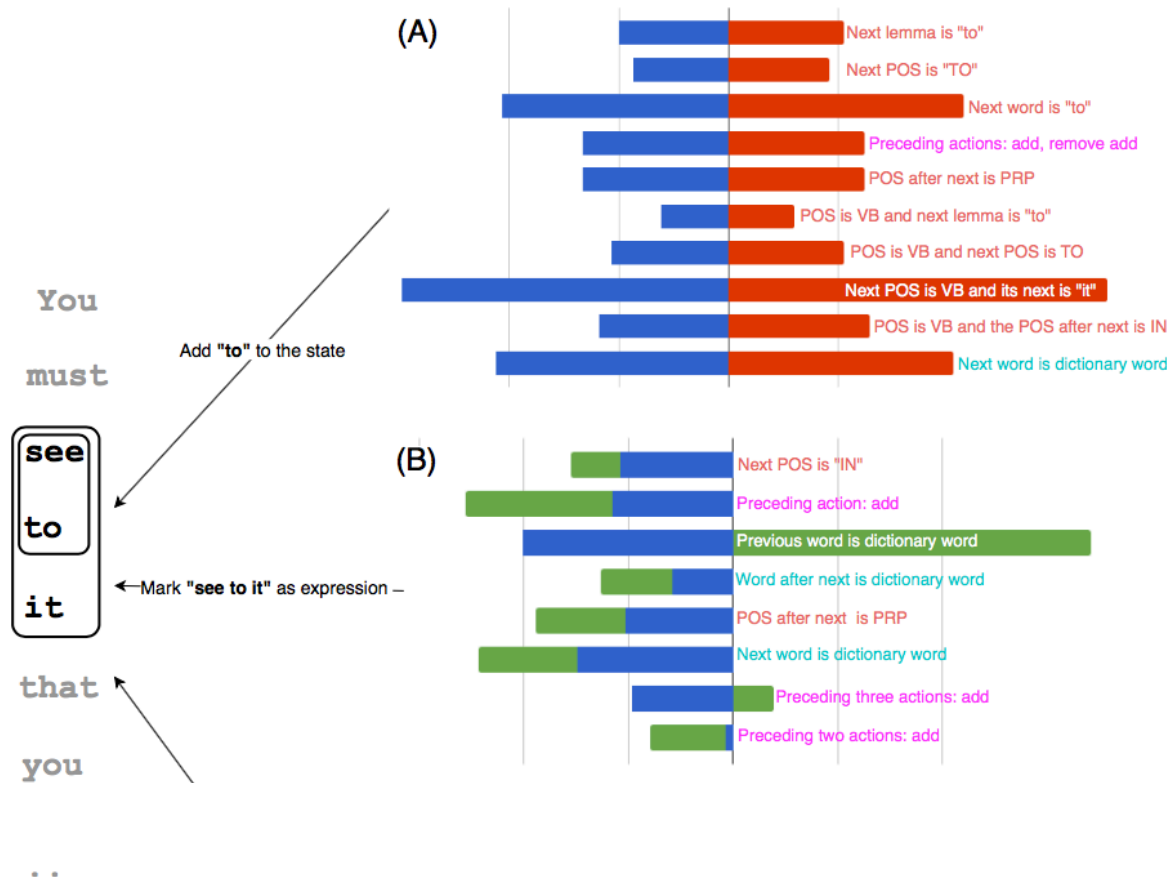 (A)
Next lemma is "to"
Next POS is "TO"
Next word is "to"
Preceding actions: add, remove add
POS after next is PRP
POS is VB and next lemma is "to"
POS is VB and next POS is TO
Next POS is VB and its next is "it"
POS is VB and the POS after next is IN
Next word is dictionary word
You
must
see
to
it
that
you
Add "to" to the state
Mark "see to it" as expression
(B)
Next POS is "IN"
Preceding action: add
Previous word is dictionary word
Word after next is dictionary word
POS after next is PRP
Next word is dictionary word
Preceding three actions: add
Preceding two actions: add